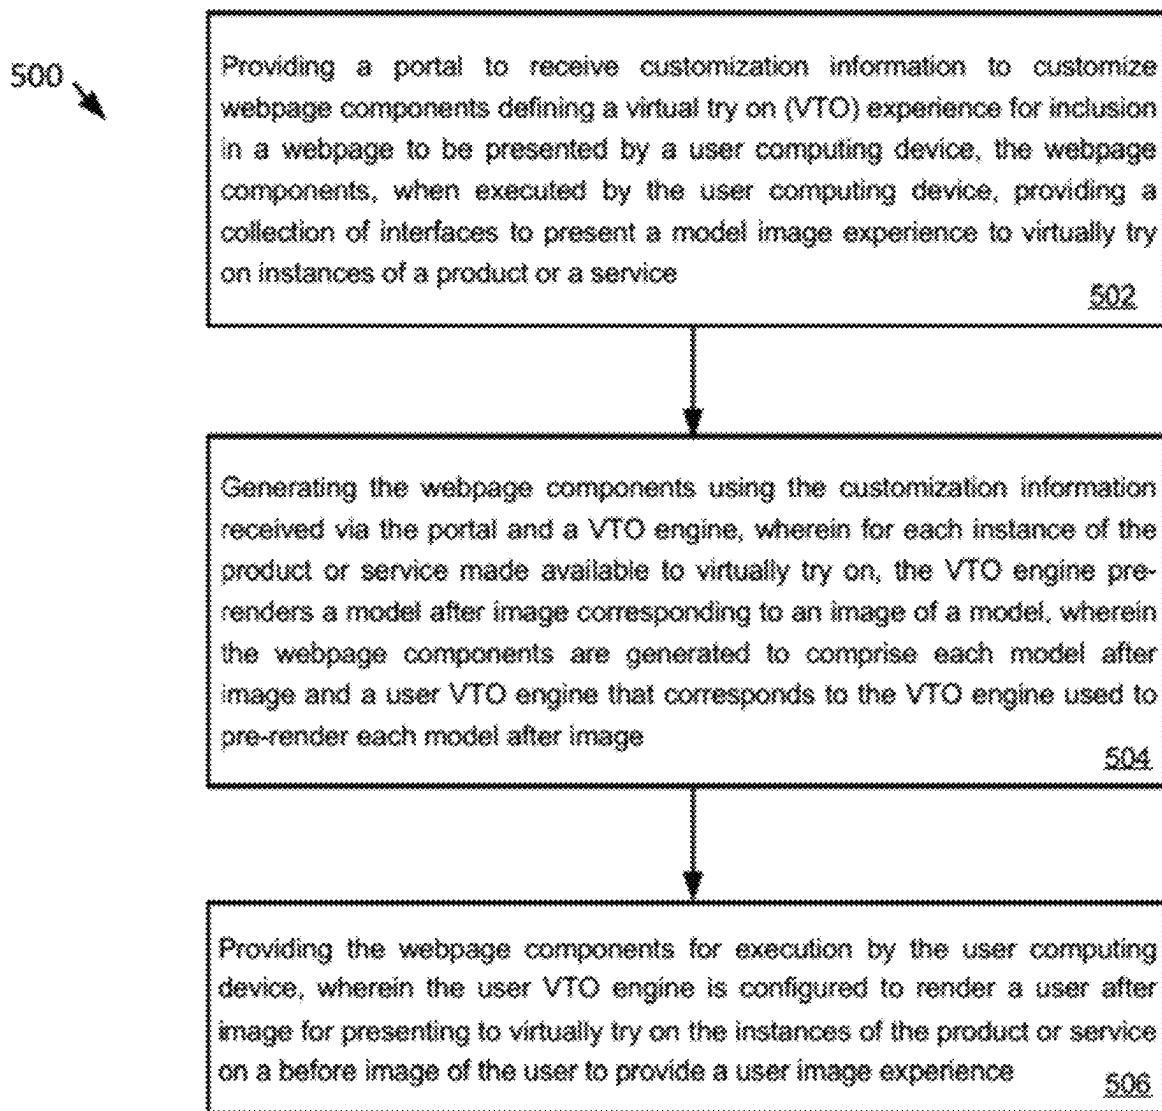 500
Providing a portal to receive customization information to customize
webpage components defining a virtual try on (VTO) experience for inclusion
in a webpage to be presented by a user computing device, the webpage
components, when executed by the user computing device, providing a
collection of interfaces to present a model image experience to virtually try
on instances of a product or a service
502
Generating the webpage components using the customization information
received via the portal and a VTO engine, wherein for each instance of the
product or service made available to virtually try on, the VTO engine pre-
renders a model after image corresponding to an image of a model, wherein
the webpage components are generated to comprise each model after
image and a user VTO engine that corresponds to the VTO engine used to
pre-render each model after image
504
Providing the webpage components for execution by the user computing
device, wherein the user VTO engine is configured to render a user after
image for presenting to virtually try on the instances of the product or service
on a before image of the user to provide a user image experience
506